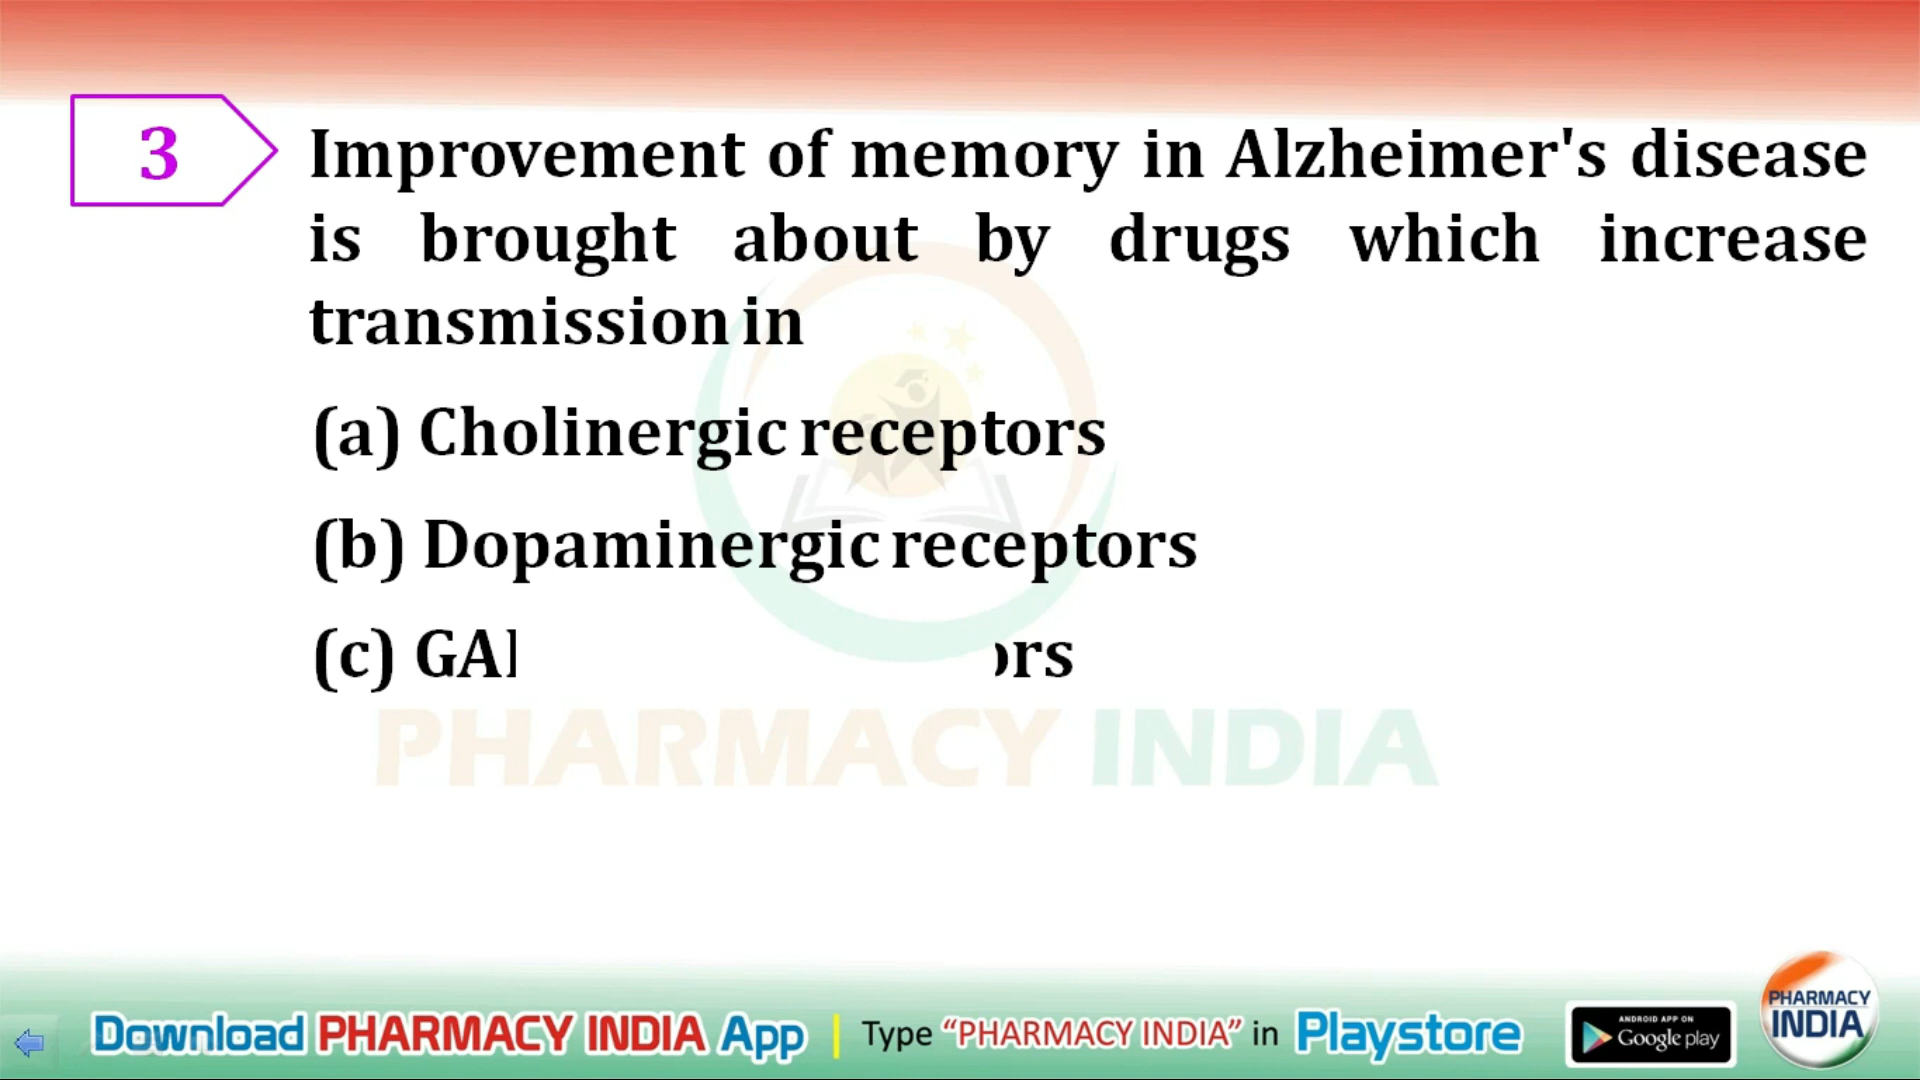 3
Improvement of memory in Alzheimer's disease
is brought about by drugs which increase
transmission in
(a) Cholinergic receptors
(b) Dopaminergic receptors
(c)
PHARMACY INDIA
Download PHARMACY INDIA App | Type “PHARMACY INDIA” in Playstore
ANDROID APP ON
Google play
PHARMACY
INDIA